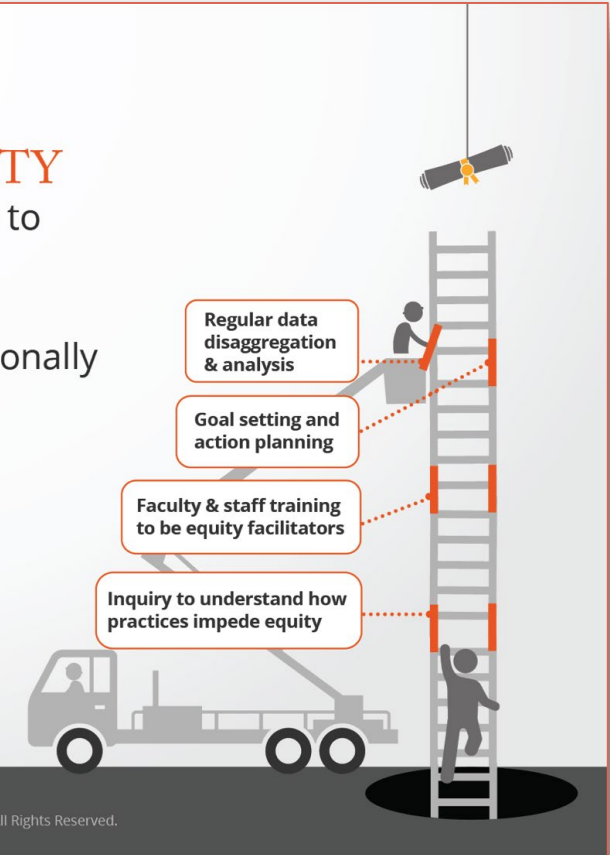 TY
to
onally
Regular data
disaggregation
& analysis
Goal setting and
action planning
Faculty & staff training
to be equity facilitators
Inquiry to understand how
practices impede equity
ll Rights Reserved.